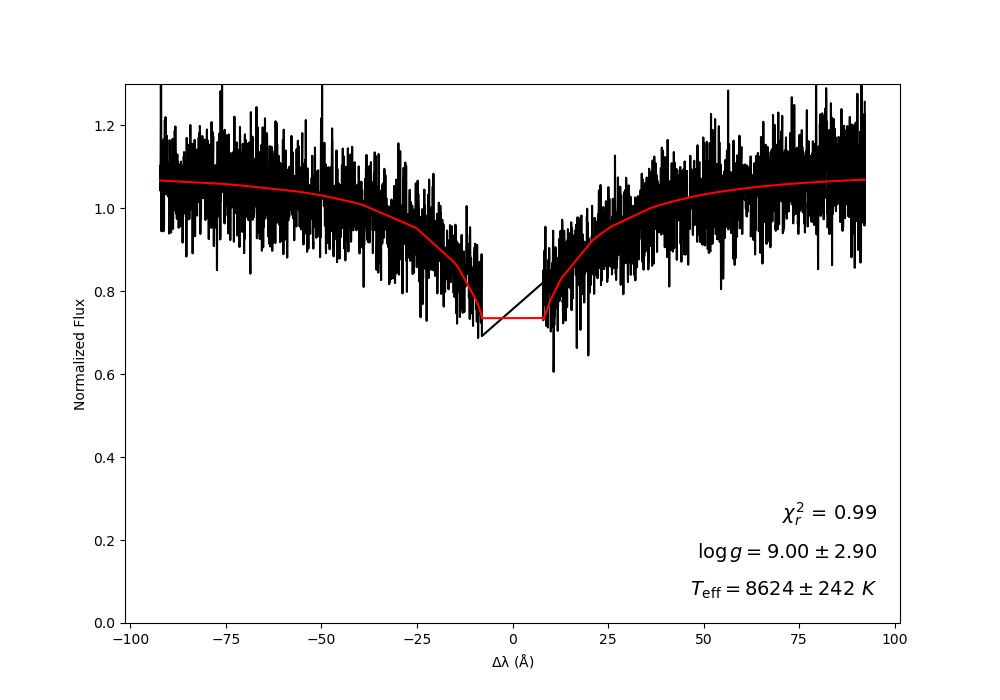 1.2
1.0
0.8
0.6
0.4
0.2
0.0
Normalized Flux
χ²ᵣ = 0.99
log g = 9.00 ± 2.90
T_eff = 8624 ± 242 K
−100 −75 −50 −25 0 25 50 75 100
Δλ (Å)